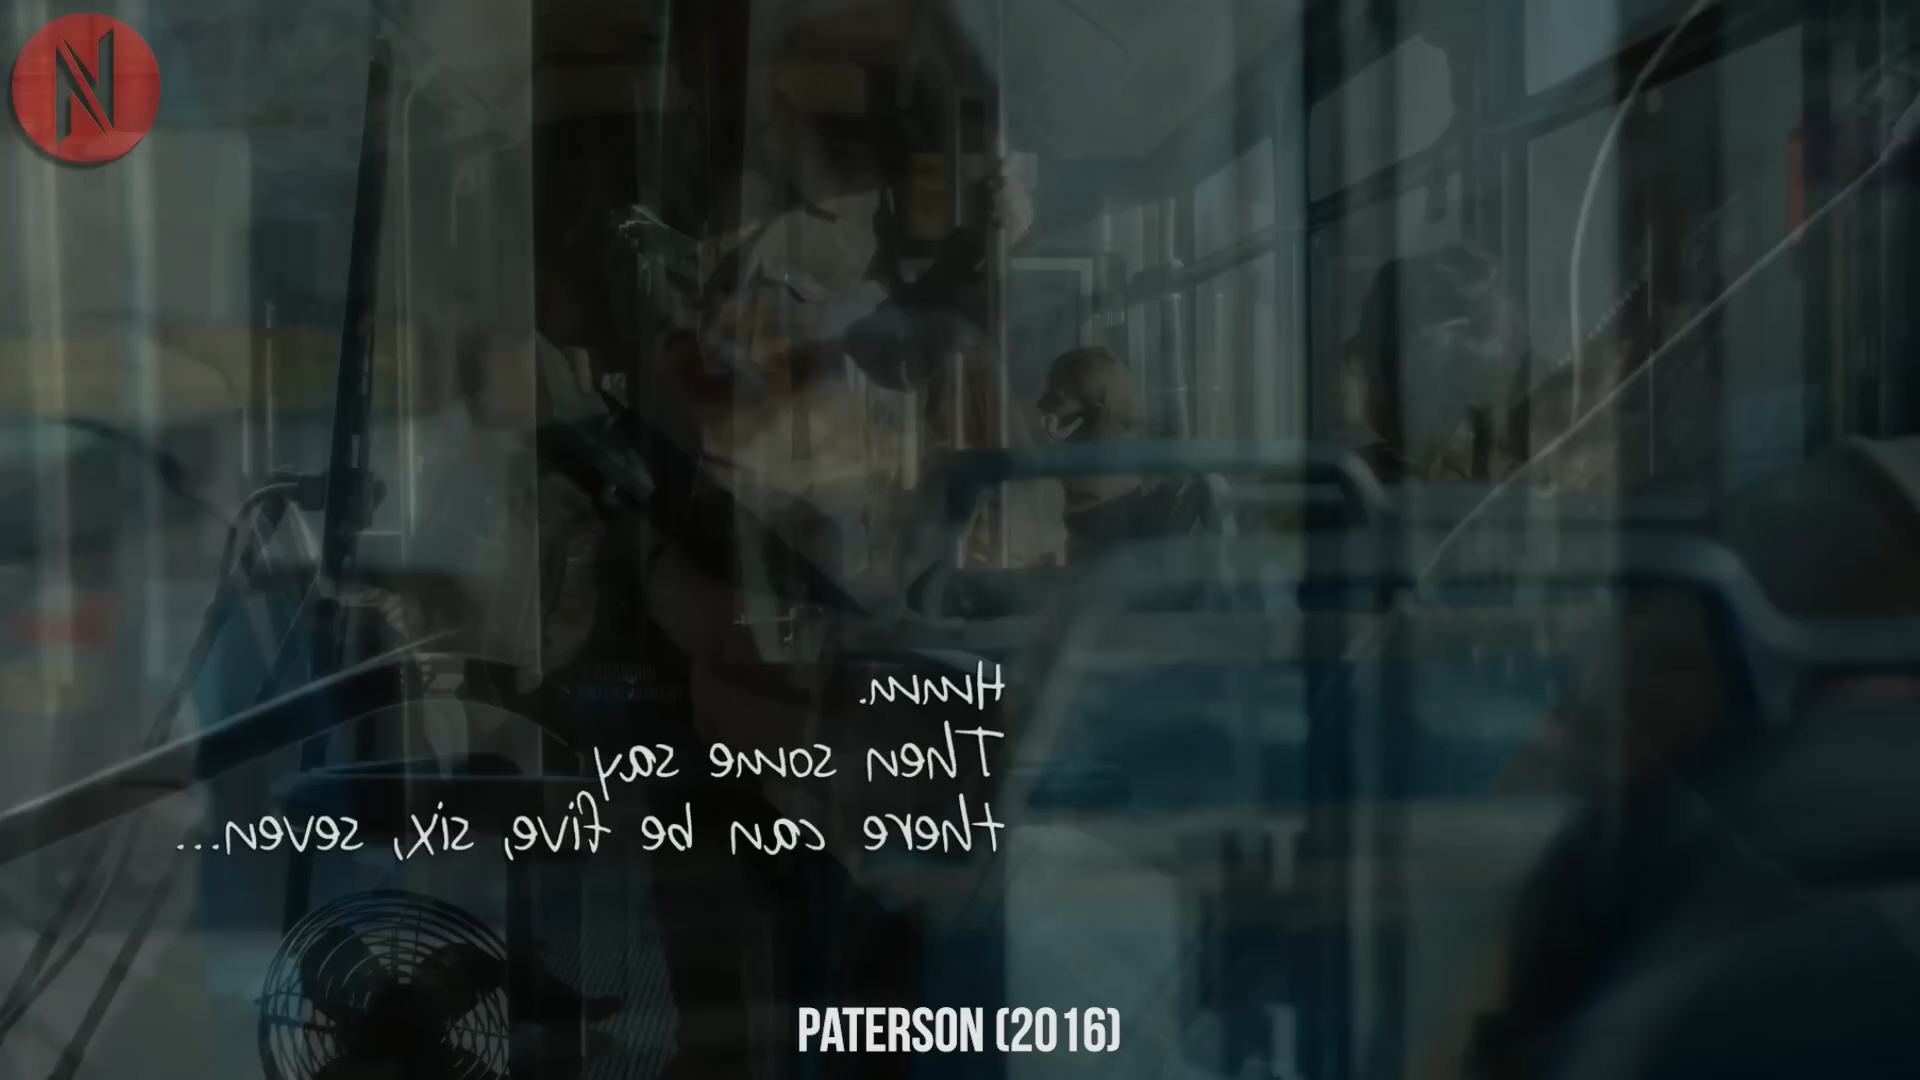 N
Hmm.
Then some say
there can be five, six, seven...
PATERSON (2016)